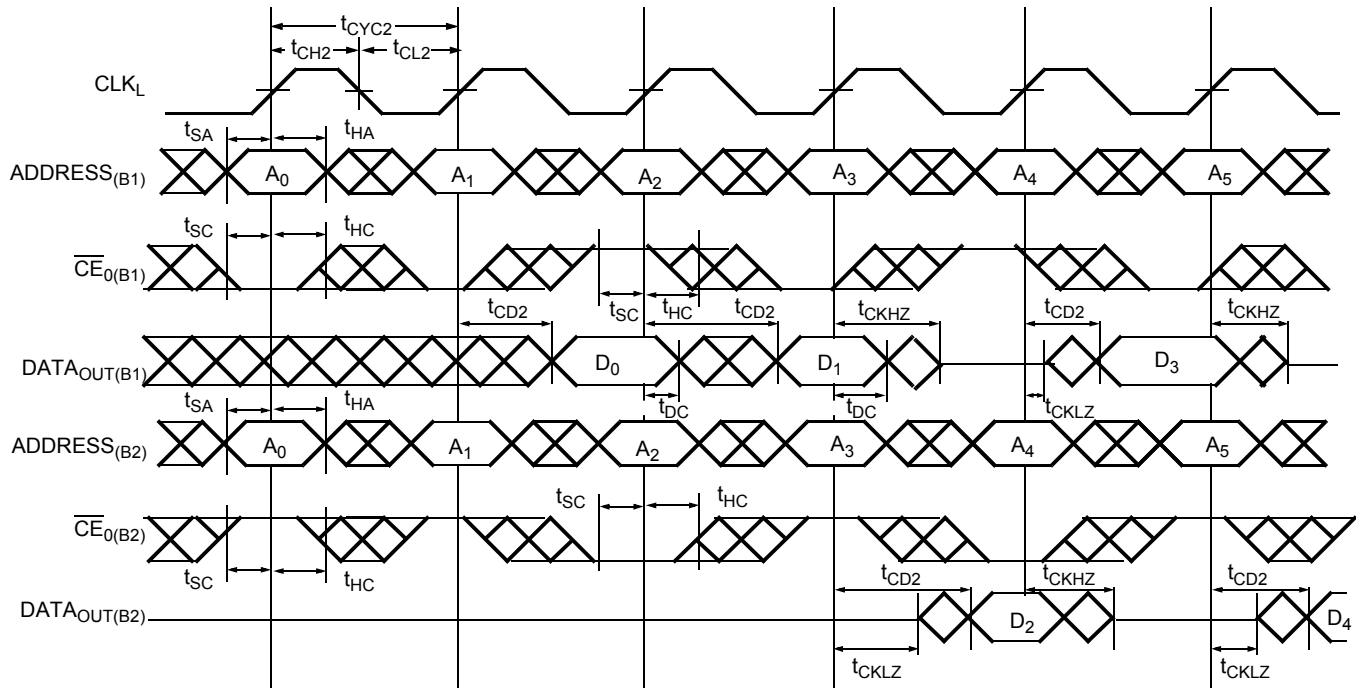 tCYC2
tCH2 tCL2
CLKL
tSA tHA
ADDRESS(B1) A0 A1 A2 A3 A4 A5
tSC tHC
CE0(B1)
tCD2 tSC tHC tCD2 tCKHZ tCD2 tCKHZ
DATAOUT(B1) D0 D1 D3
tSA tHA tDC tDC tCKLZ
ADDRESS(B2) A0 A1 A2 A3 A4 A5
tSC tHC
CE0(B2)
tSC tHC tCD2 tCKHZ tCD2
DATAOUT(B2) D2 D4
tCKLZ tCKLZ